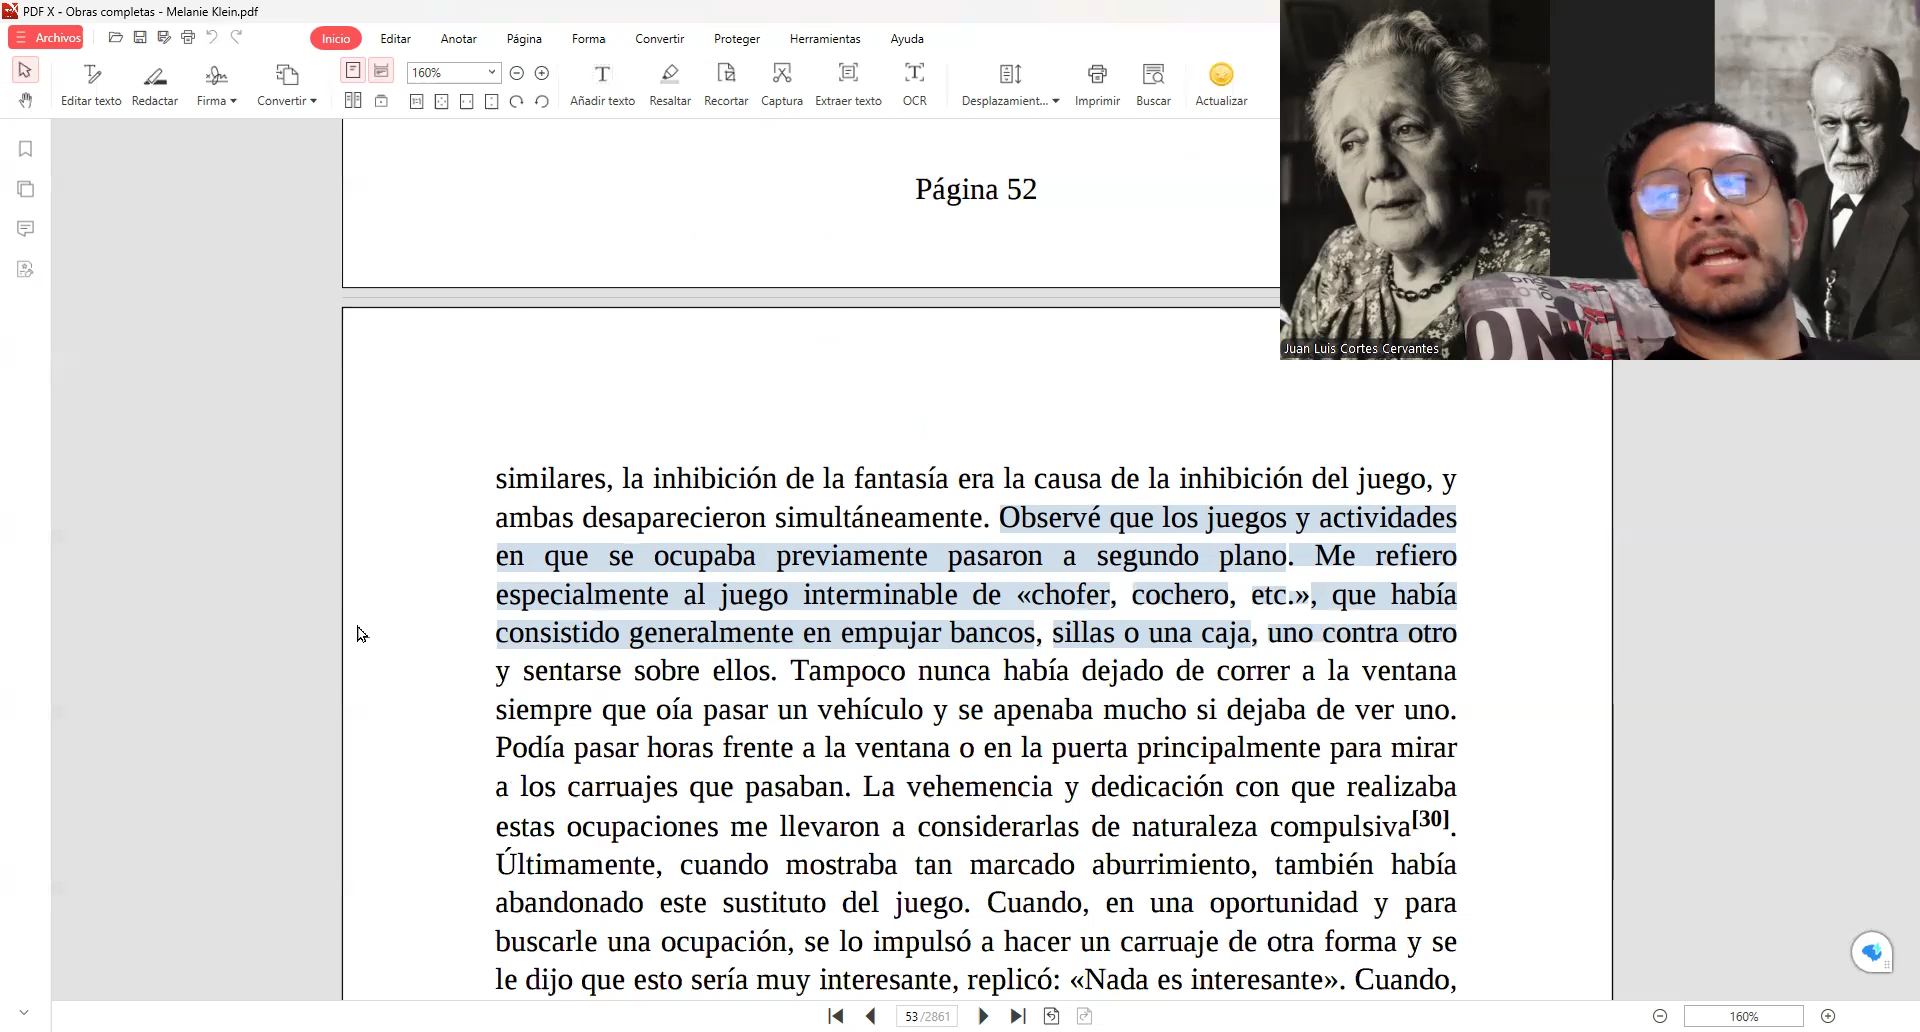 PDF X - Obras completas - Melanie Klein.pdf
Archivos
Inicio
Editar
Anotar
Página
Forma
Convertir
Proteger
Herramientas
Ayuda
Editar texto
Redactar
Firma
Convertir
160%
Añadir texto
Resaltar
Recortar
Captura
Extraer texto
OCR
Desplazamient...
Imprimir
Buscar
Actualizar
Juan Luis Cortes Cervantes
Página 52
similares, la inhibición de la fantasía era la causa de la inhibición del juego, y
ambas desaparecieron simultáneamente. Observé que los juegos y actividades
en que se ocupaba previamente pasaron a segundo plano. Me refiero
especialmente al juego interminable de «chofer, cochero, etc.», que había
consistido generalmente en empujar bancos, sillas o una caja, uno contra otro
y sentarse sobre ellos. Tampoco nunca había dejado de correr a la ventana
siempre que oía pasar un vehículo y se apenaba mucho si dejaba de ver uno.
Podía pasar horas frente a la ventana o en la puerta principalmente para mirar
a los carruajes que pasaban. La vehemencia y dedicación con que realizaba
estas ocupaciones me llevaron a considerarlas de naturaleza compulsiva[30].
Últimamente, cuando mostraba tan marcado aburrimiento, también había
abandonado este sustituto del juego. Cuando, en una oportunidad y para
buscarle una ocupación, se lo impulsó a hacer un carruaje de otra forma y se
le dijo que esto sería muy interesante, replicó: «Nada es interesante». Cuando,
53 /2861
160%